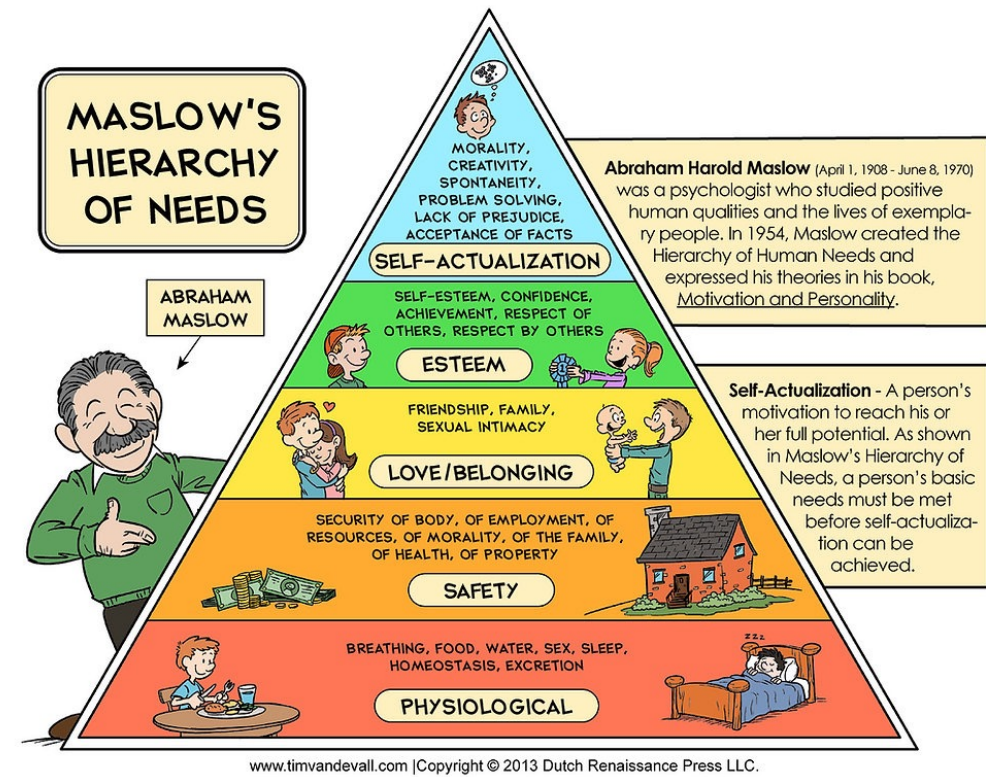 MASLOW'S
HIERARCHY
OF NEEDS
ABRAHAM
MASLOW
MORALITY,
CREATIVITY,
SPONTANEITY,
PROBLEM SOLVING,
LACK OF PREJUDICE,
ACCEPTANCE OF FACTS
SELF-ACTUALIZATION
SELF-ESTEEM, CONFIDENCE,
ACHIEVEMENT, RESPECT OF
OTHERS, RESPECT BY OTHERS
ESTEEM
1
FRIENDSHIP, FAMILY,
SEXUAL INTIMACY
LOVE/BELONGING
SECURITY OF BODY, OF EMPLOYMENT, OF
RESOURCES, OF MORALITY, OF THE FAMILY,
OF HEALTH, OF PROPERTY
SAFETY
BREATHING, FOOD, WATER, SEX, SLEEP,
HOMEOSTASIS, EXCRETION
PHYSIOLOGICAL
zzz
Abraham Harold Maslow (April 1, 1908 - June 8, 1970)
was a psychologist who studied positive
human qualities and the lives of exempla-
ry people. In 1954, Maslow created the
Hierarchy of Human Needs and
expressed his theories in his book,
Motivation and Personality.
Self-Actualization - A person's
motivation to reach his or
her full potential. As shown
in Maslow's Hierarchy of
Needs, a person's basic
needs must be met
before self-actualiza-
tion can be
achieved.
www.timvandevall.com |Copyright © 2013 Dutch Renaissance Press LLC.